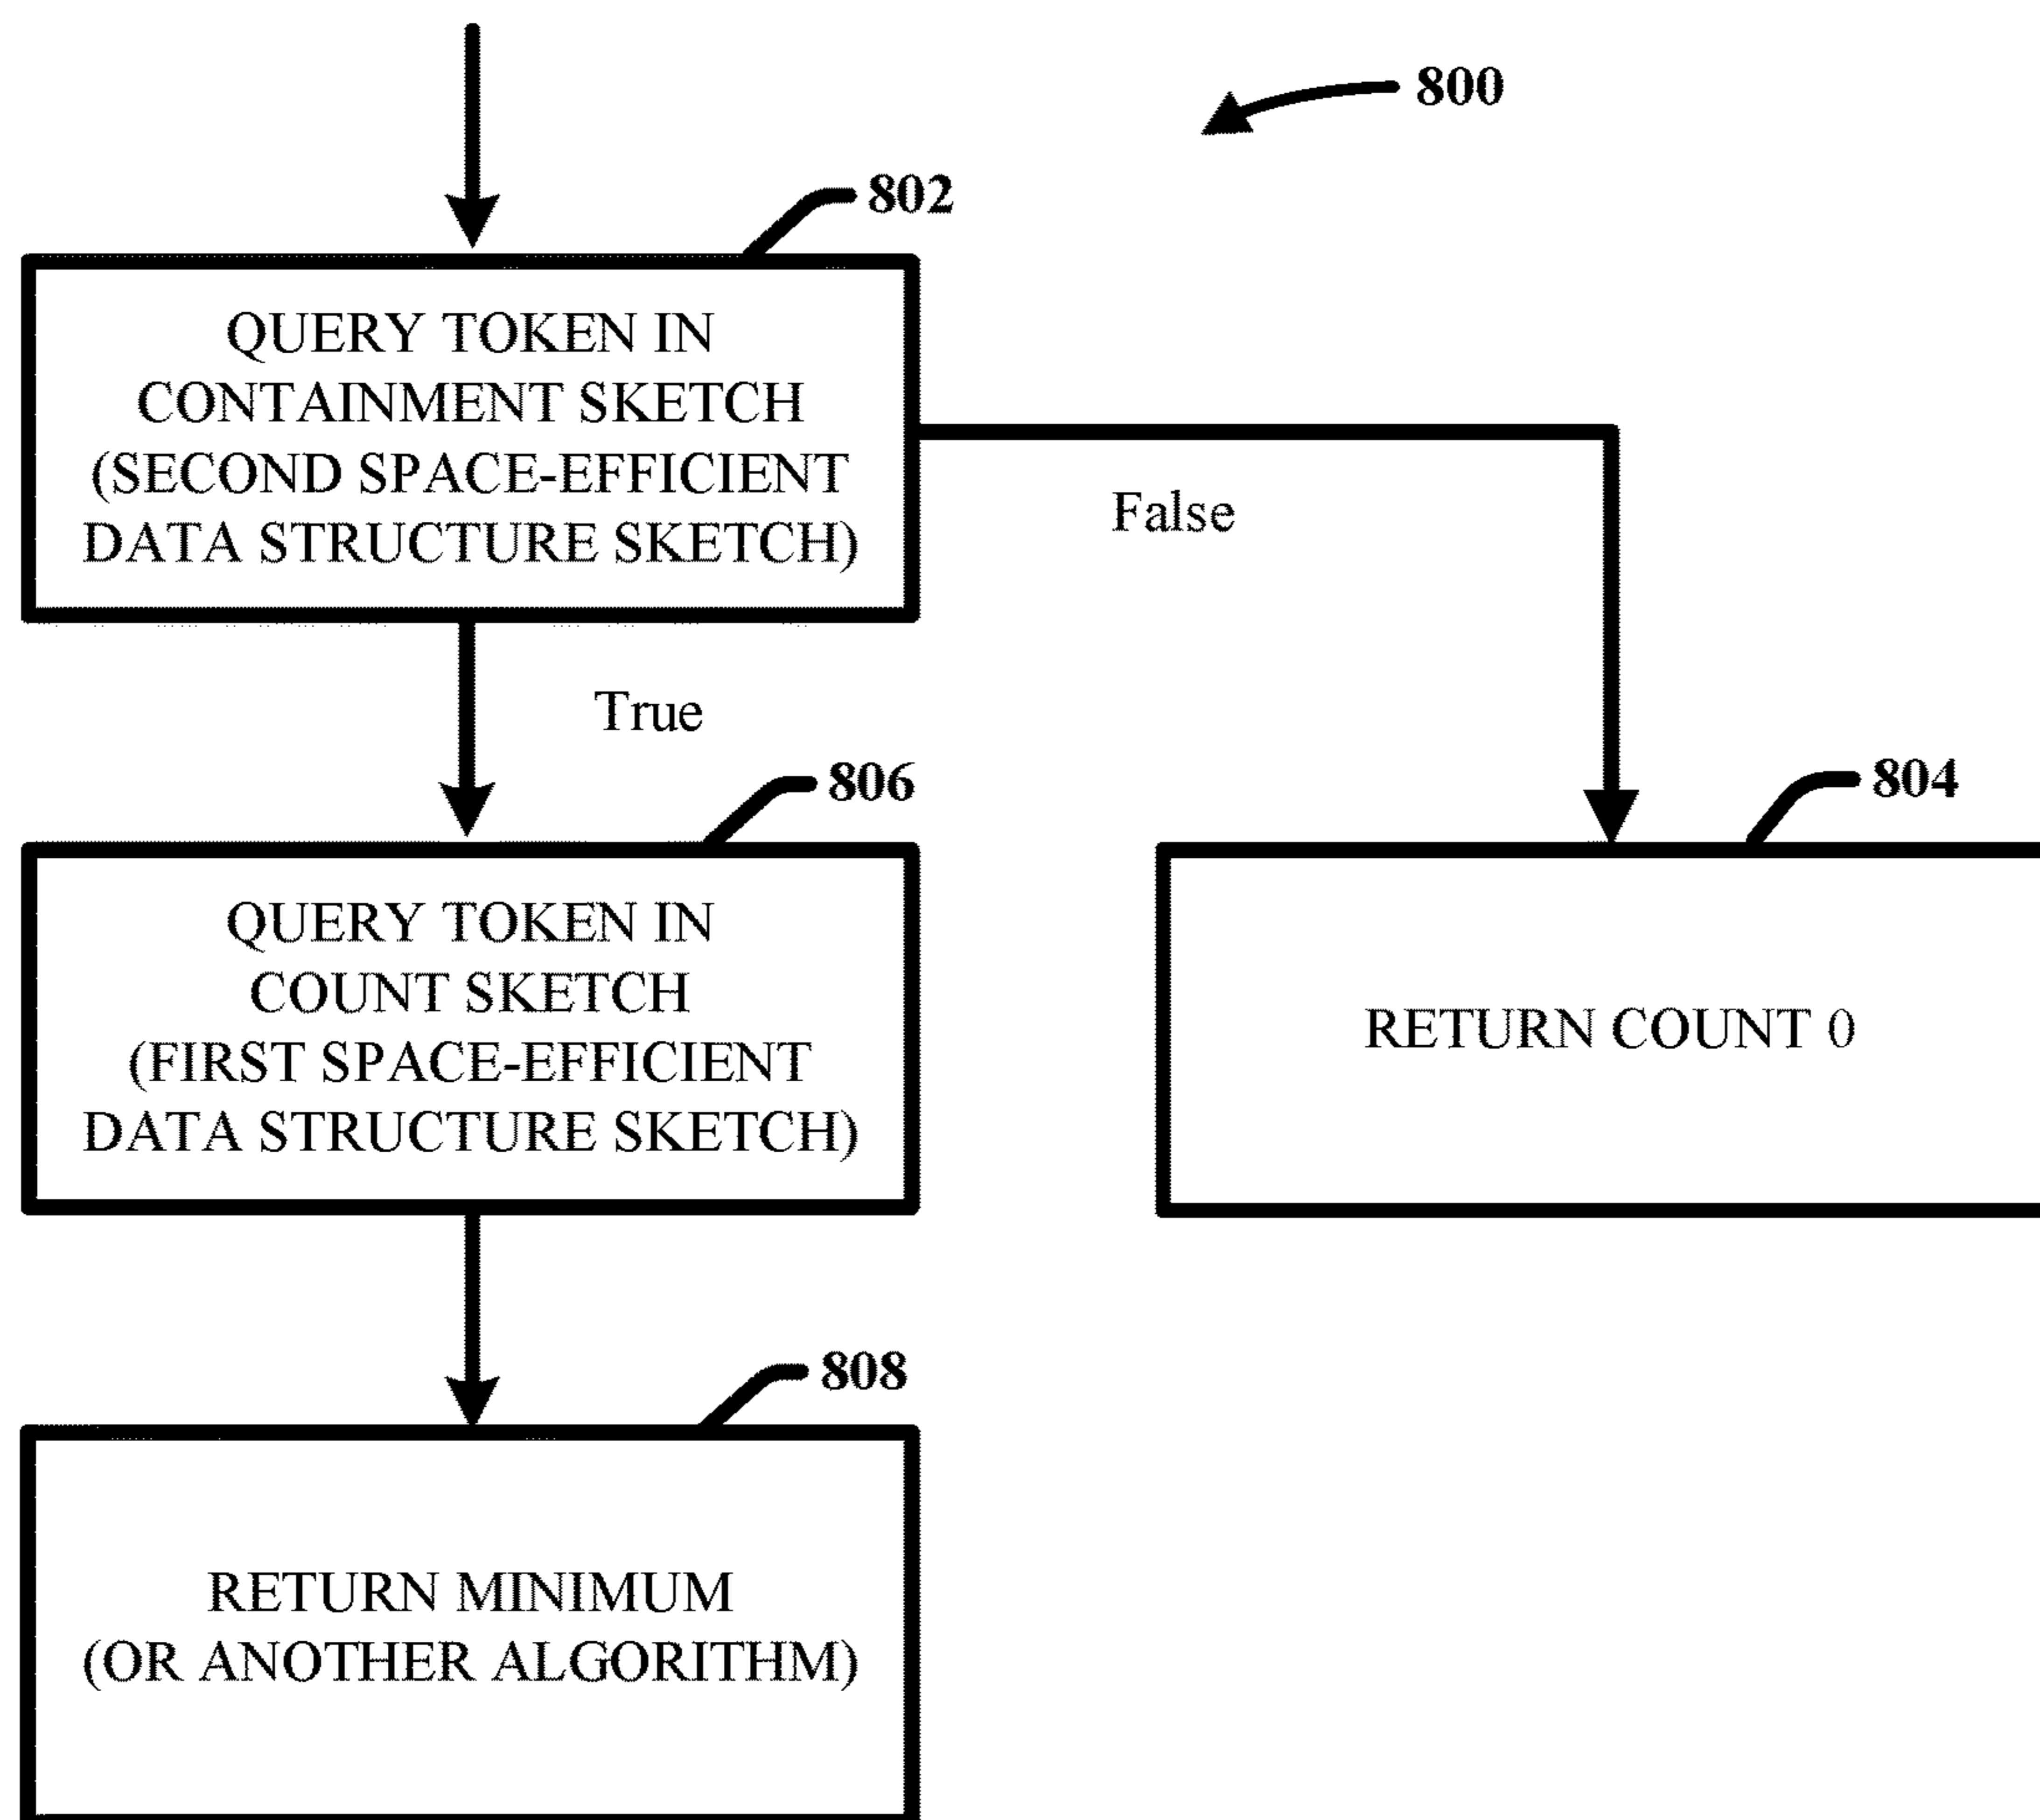 800
802
QUERY TOKEN IN
CONTAINMENT SKETCH
(SECOND SPACE-EFFICIENT
DATA STRUCTURE SKETCH)
False
True
806
804
QUERY TOKEN IN
COUNT SKETCH
(FIRST SPACE-EFFICIENT
DATA STRUCTURE SKETCH)
RETURN COUNT 0
808
RETURN MINIMUM
(OR ANOTHER ALGORITHM)